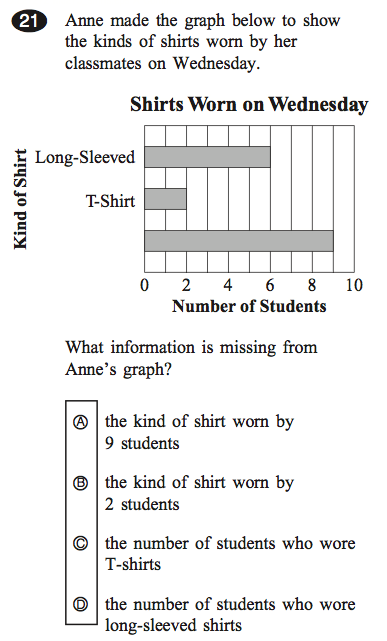 21 Anne made the graph below to show
the kinds of shirts worn by her
classmates on Wednesday.
Shirts Worn on Wednesday
Kind of Shirt
Long-Sleeved
T-Shirt
0 2 4 6 8 10
Number of Students
What information is missing from
Anne's graph?
Ⓐ the kind of shirt worn by
9 students
Ⓑ the kind of shirt worn by
2 students
Ⓒ the number of students who wore
T-shirts
Ⓓ the number of students who wore
long-sleeved shirts